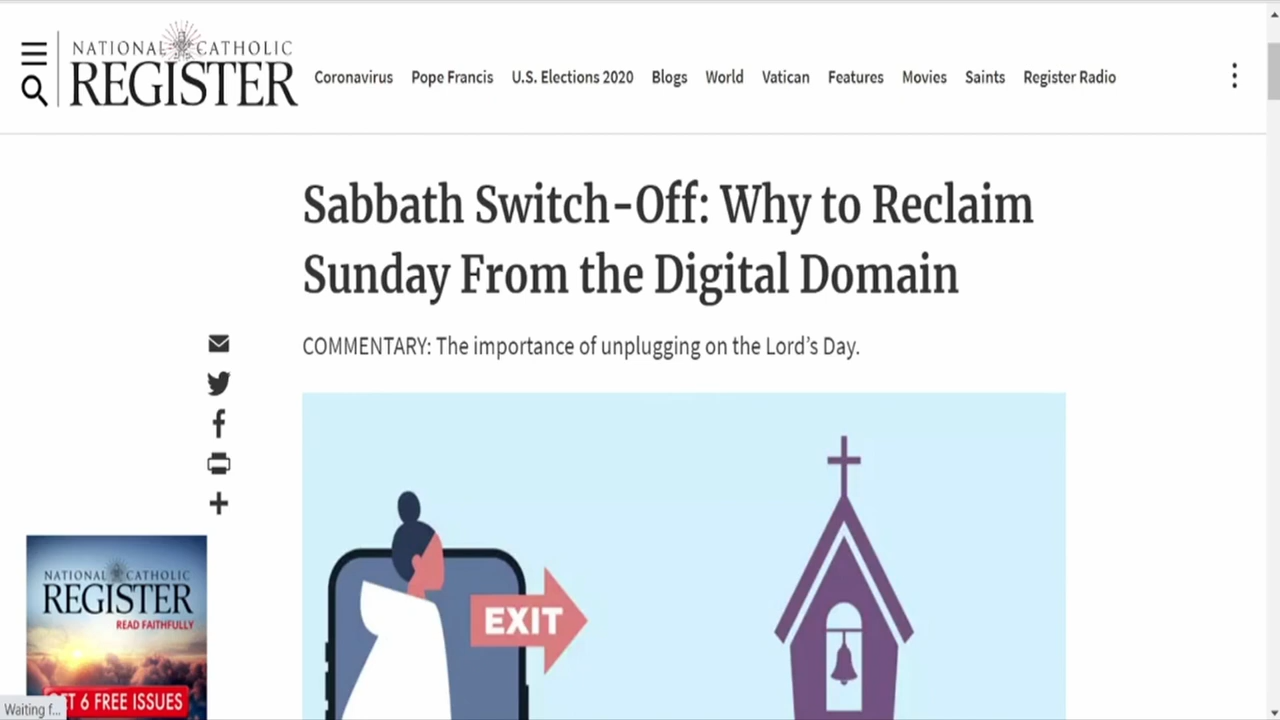 NATIONAL CATHOLIC
REGISTER
Coronavirus Pope Francis U.S. Elections 2020 Blogs World Vatican Features Movies Saints Register Radio
Sabbath Switch-Off: Why to Reclaim
Sunday From the Digital Domain
COMMENTARY: The importance of unplugging on the Lord's Day.
EXIT
NATIONAL CATHOLIC
REGISTER
READ FAITHFULLY
6 FREE ISSUES
Waiting f...